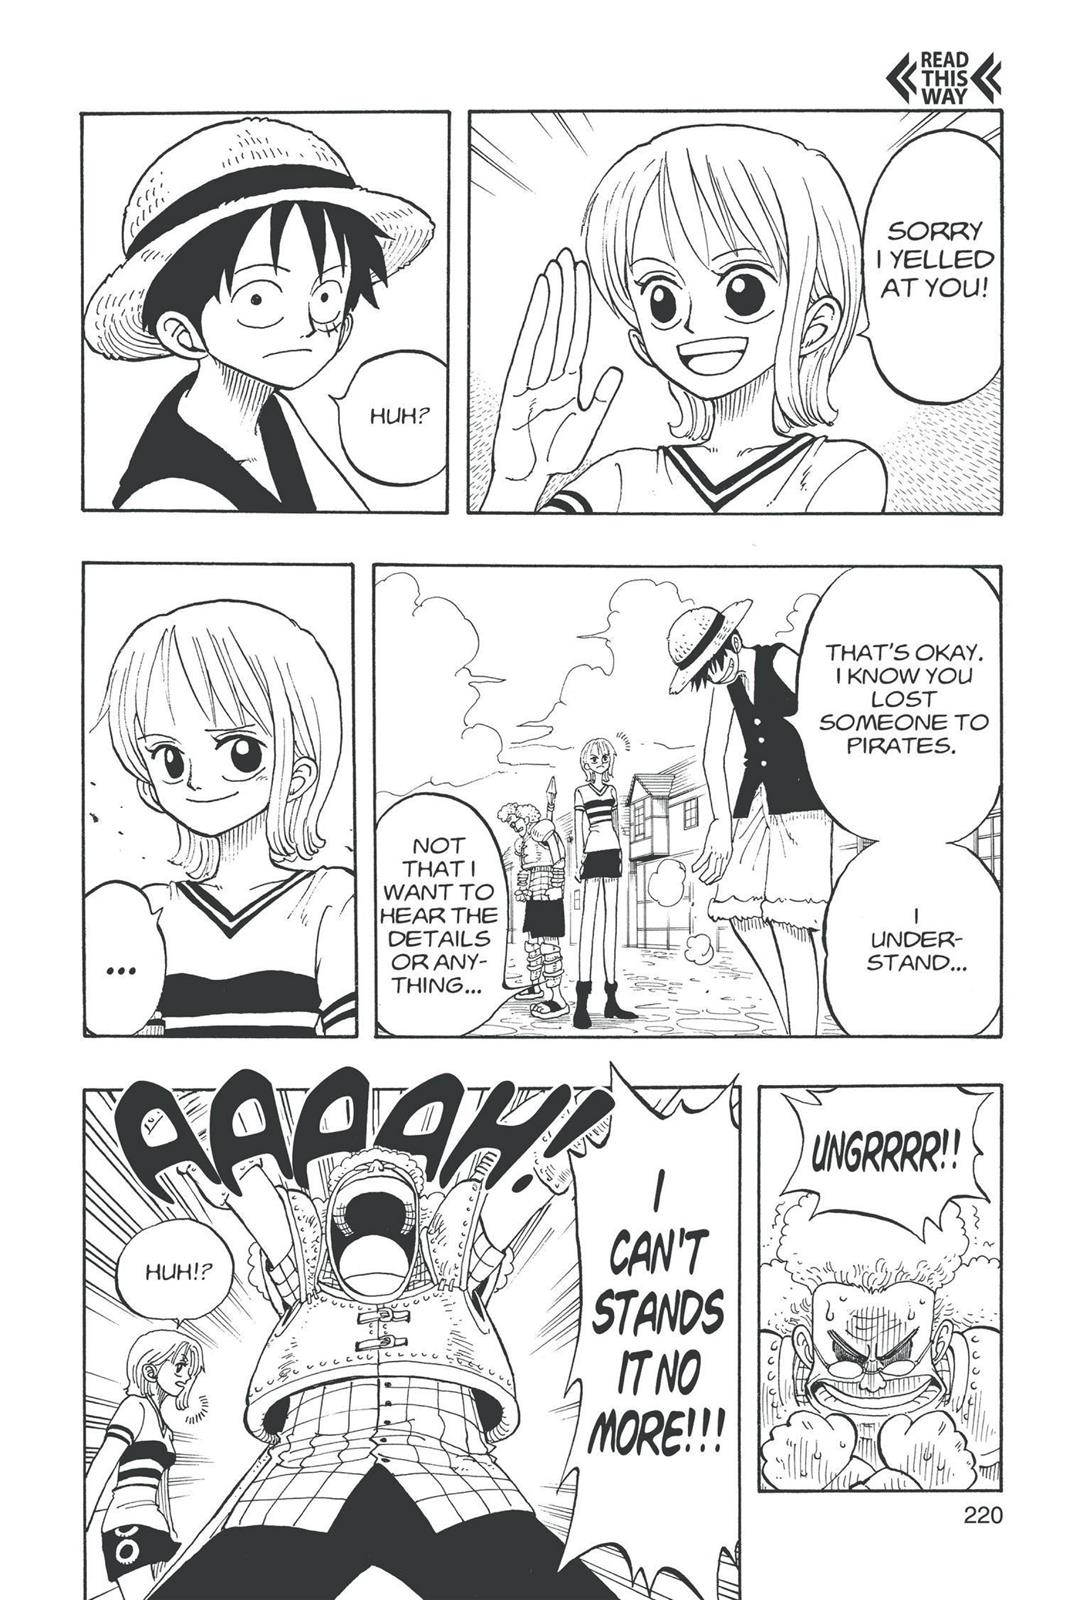 READ
THIS
WAY
SORRY
I YELLED
AT YOU!
HUH?
THAT'S OKAY.
I KNOW YOU
LOST
SOMEONE TO
PIRATES.
I
UNDER-
STAND...
NOT
THAT I
WANT TO
HEAR THE
DETAILS
OR ANY-
THING...
...
UNGRRRR!!
I
CAN'T
STANDS
IT NO
MORE!!!
AAAAH!
HUH!?
220